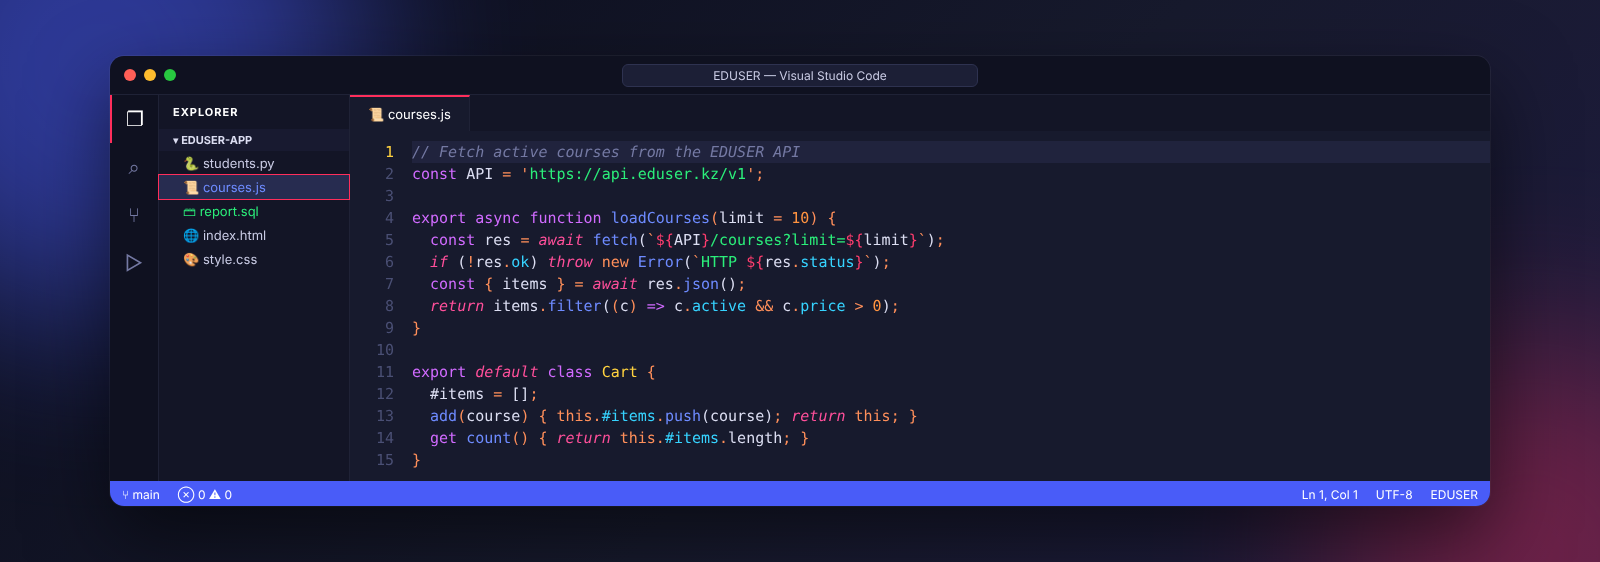 EDUSER — Visual Studio Code
EXPLORER
▾ EDUSER-APP
🐍 students.py
📜 courses.js
🗃 report.sql
🌐 index.html
🎨 style.css
📜 courses.js
1 // Fetch active courses from the EDUSER API
2 const API = 'https://api.eduser.kz/v1';
3
4 export async function loadCourses(limit = 10) {
5   const res = await fetch(`${API}/courses?limit=${limit}`);
6   if (!res.ok) throw new Error(`HTTP ${res.status}`);
7   const { items } = await res.json();
8   return items.filter((c) => c.active && c.price > 0);
9 }
10
11 export default class Cart {
12   #items = [];
13   add(course) { this.#items.push(course); return this; }
14   get count() { return this.#items.length; }
15 }
⑂ main ⓧ 0 ⚠ 0 Ln 1, Col 1 UTF-8 EDUSER